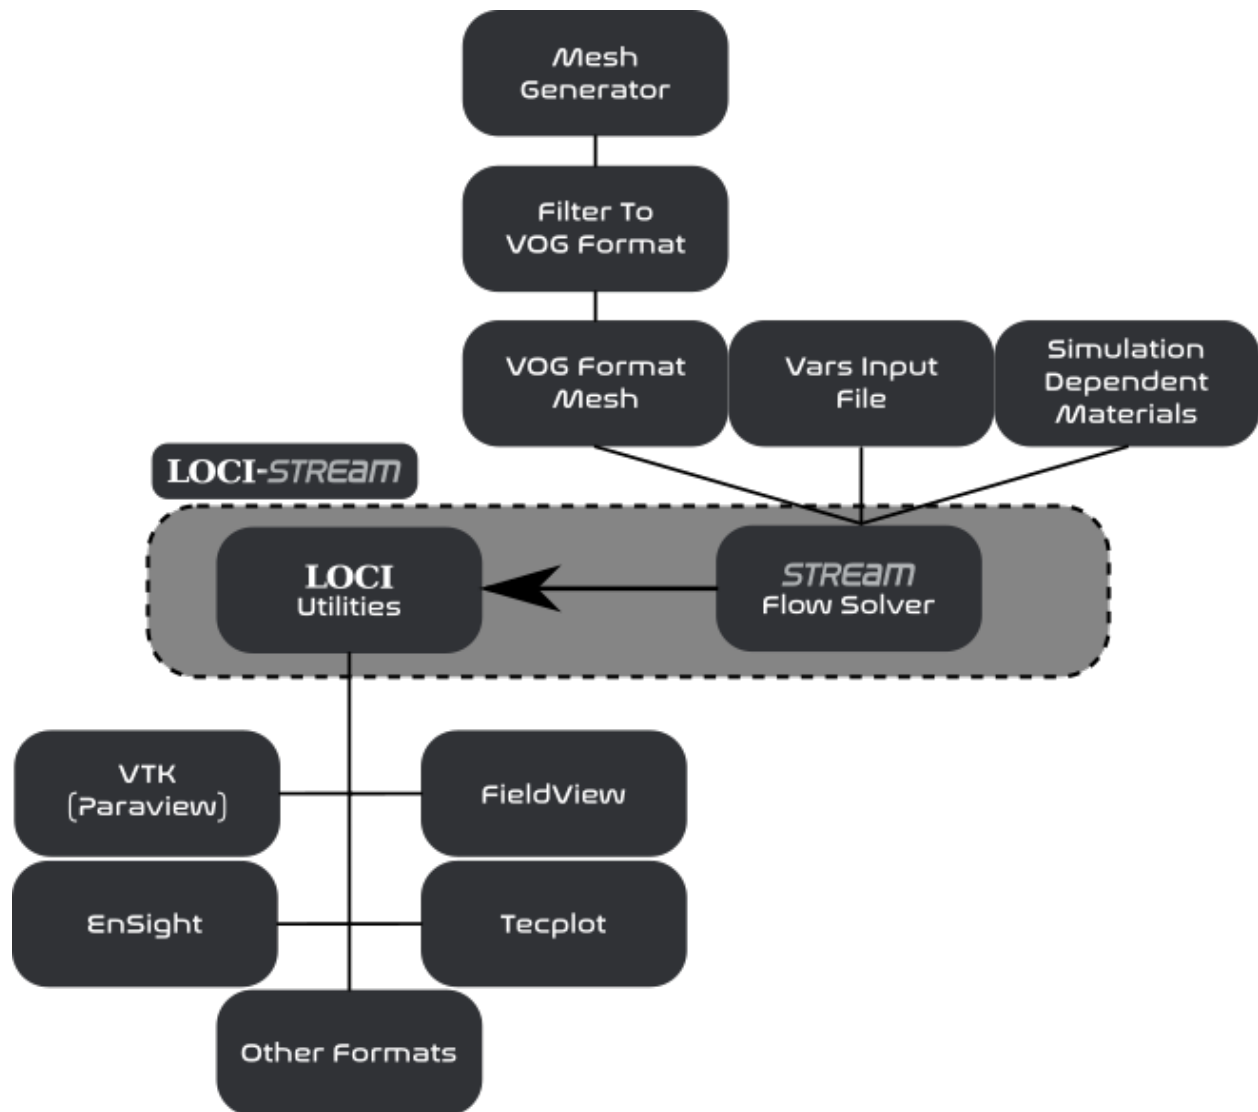 Mesh
Generator
Filter To
VOG Format
VOG Format
Mesh
Vars Input
File
Simulation
Dependent
Materials
LOCI-STREAM
LOCI
Utilities
STREAM
Flow Solver
VTK
(Paraview)
FieldView
EnSight
Tecplot
Other Formats